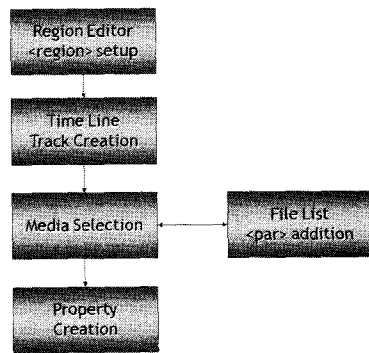 Region Editor
<region> setup
Time Line
Track Creation
Media Selection
File List
<par> addition
Property
Creation